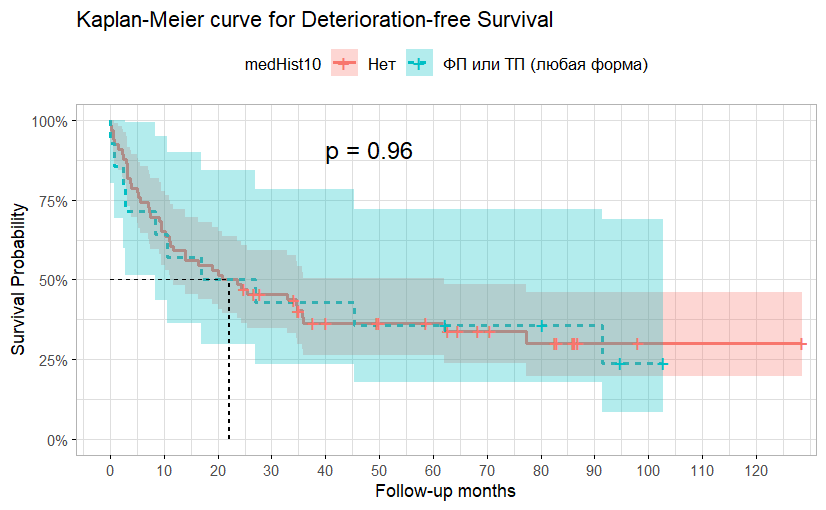 Kaplan-Meier curve for Deterioration-free Survival
medHist10 Нет ФП или ТП (любая форма)
p = 0.96
Survival Probability
100%
75%
50%
25%
0%
0 10 20 30 40 50 60 70 80 90 100 110 120
Follow-up months